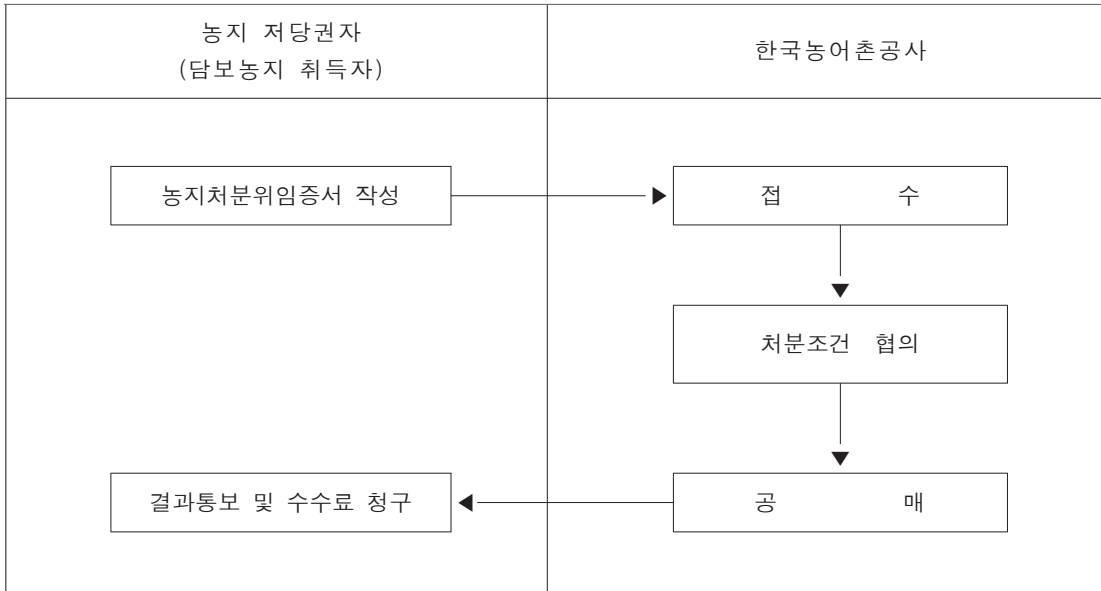 농지 저당권자
(담보농지 취득자)
한국농어촌공사
농지처분위임증서 작성
접 수
처분조건 협의
결과통보 및 수수료 청구
공 매